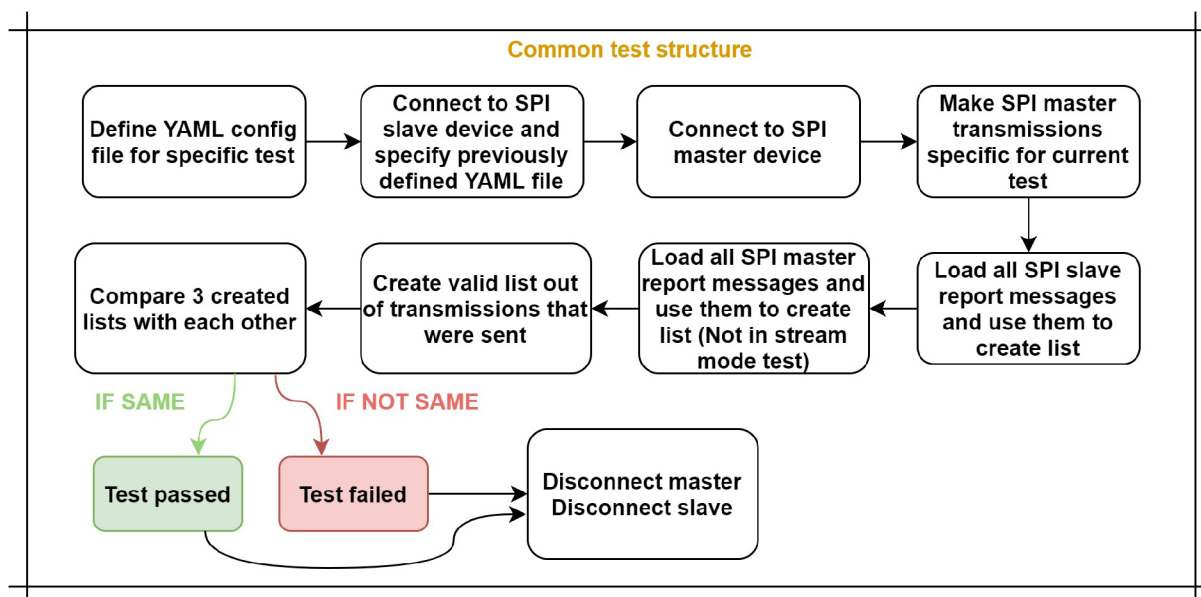 Common test structure
Define YAML config
file for specific test
Connect to SPI
slave device and
specify previously
defined YAML file
Connect to SPI
master device
Make SPI master
transmissions
specific for current
test
Load all SPI slave
report messages
and use them to
create list
Load all SPI master
report messages and
use them to create
list (Not in stream
mode test)
Create valid list out
of transmissions that
were sent
Compare 3 created
lists with each other
IF SAME
IF NOT SAME
Test passed
Test failed
Disconnect master
Disconnect slave